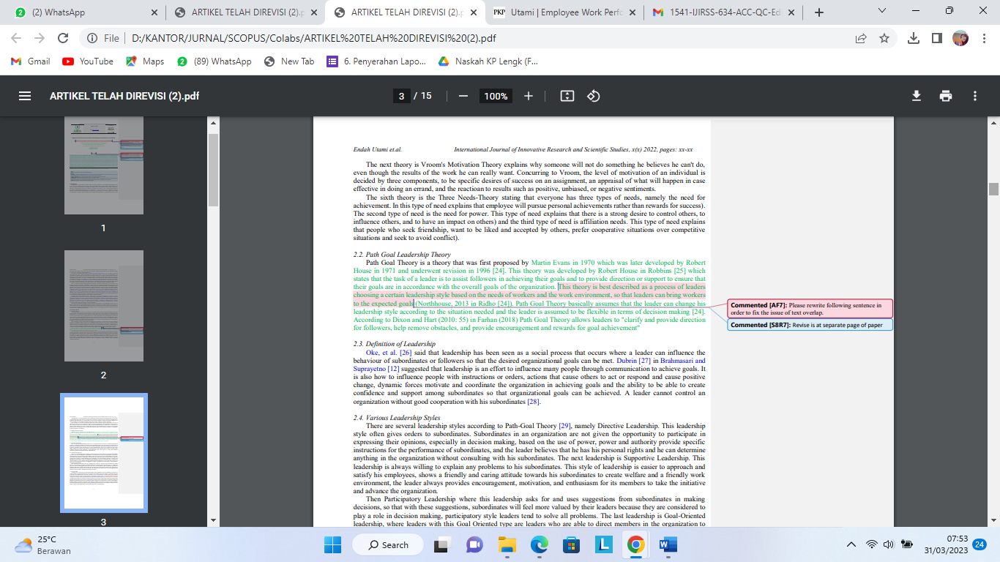 (2) WhatsApp
ARTIKEL TELAH DIREVISI (2).p
ARTIKEL TELAH DIREVISI (2).p
PKP Utami | Employee Work Perfo
1541-IJIRSS-634-ACC-QC-Ed
File D:/KANTOR/JURNAL/SCOPUS/Colabs/ARTIKEL%20TELAH%20DIREVISI%20(2).pdf
Gmail YouTube Maps (89) WhatsApp New Tab 6. Penyerahan Lapo... Naskah KP Lengk (F...
ARTIKEL TELAH DIREVISI (2).pdf
3 / 15
100%
1
2
3
Endah Utami et.al. International Journal of Innovative Research and Scientific Studies, x(x) 2022, pages: xx-xx
The next theory is Vroom's Motivation Theory explains why someone will not do something he believes he can't do,
even though the results of the work he can really want. Concurring to Vroom, the level of motivation of an individual is
decided by three components, to be specific desires of success on an assignment, an appraisal of what will happen in case
effective in doing an errand, and the reactioan to results such as positive, unbiased, or negative sentiments.
The sixth theory is the Three Needs-Theory stating that everyone has three types of needs, namely the need for
achievement. In this type of need explains that employee will pursue personal achievements rather than rewards for success).
The second type of need is the need for power. This type of need explains that there is a strong desire to control others, to
influence others, and to have an impact on others) and the third type of need is affiliation needs. This type of need explains
that people who seek friendship, want to be liked and accepted by others, prefer cooperative situations over competitive
situations and seek to avoid conflict).
2.2. Path Goal Leadership Theory
Path Goal Theory is a theory that was first proposed by Martin Evans in 1970 which was later developed by Robert
House in 1971 and underwent revision in 1996 [24]. This theory was developed by Robert House in Robbins [25] which
states that the task of a leader is to assist followers in achieving their goals and to provide direction or support to ensure that
their goals are in accordance with the overall goals of the organization. This theory is best described as a process of leaders
choosing a certain leadership style based on the needs of workers and the work environment, so that leaders can bring workers
to the expected goals (Northhouse, 2013 in Ridho [24]). Path Goal Theory basically assumes that the leader can change his
leadership style according to the situation needed and the leader is assumed to be flexible in terms of decision making [24].
According to Dixon and Hart (2010: 55) in Farhan (2018) Path Goal Theory allows leaders to "clarify and provide direction
for followers, help remove obstacles, and provide encouragement and rewards for goal achievement"
Commented [AF7]: Please rewrite following sentence in
order to fix the issue of text overlap.
Commented [S8R7]: Revise is at separate page of paper
2.3. Definition of Leadership
Oke, et al. [26] said that leadership has been seen as a social process that occurs where a leader can influence the
behaviour of subordinates or followers so that the desired organizational goals can be met. Dubrin [27] in Brahmasari and
Suprayetno [12] suggested that leadership is an effort to influence many people through communication to achieve goals. It
is also how to influence people with instructions or orders, actions that cause others to act or respond and cause positive
change, dynamic forces motivate and coordinate the organization in achieving goals and the ability to be able to create
confidence and support among subordinates so that organizational goals can be achieved. A leader cannot control an
organization without good cooperation with his subordinates [28].
2.4. Various Leadership Styles
There are several leadership styles according to Path-Goal Theory [29], namely Directive Leadership. This leadership
style often gives orders to subordinates. Subordinates in an organization are not given the opportunity to participate in
expressing their opinions, especially in decision making, based on the use of power, power and authority provide specific
instructions for the performance of subordinates, and the leader believes that he has his personal rights and he can determine
anything in the organization without consulting with his subordinates. The next leadership is Supportive Leadership. This
leadership is always willing to explain any problems to his subordinates. This style of leadership is easier to approach and
satisfy his employees, shows a friendly and caring attitude towards his subordinates to create welfare and a friendly work
environment, the leader always provides encouragement, motivation, and enthusiasm for its members to take the initiative
and advance the organization.
Then Participatory Leadership where this leadership asks for and uses suggestions from subordinates in making
decisions, so that with these suggestions, subordinates will feel more valued by their leaders because they are considered to
play a role in decision making, participatory style leaders tend to solve all problems. The last leadership is Goal-Oriented
leadership, where leaders with this Goal Oriented type are leaders who are able to direct members in the organization to
25°C
Berawan
Search
07:53
31/03/2023
24